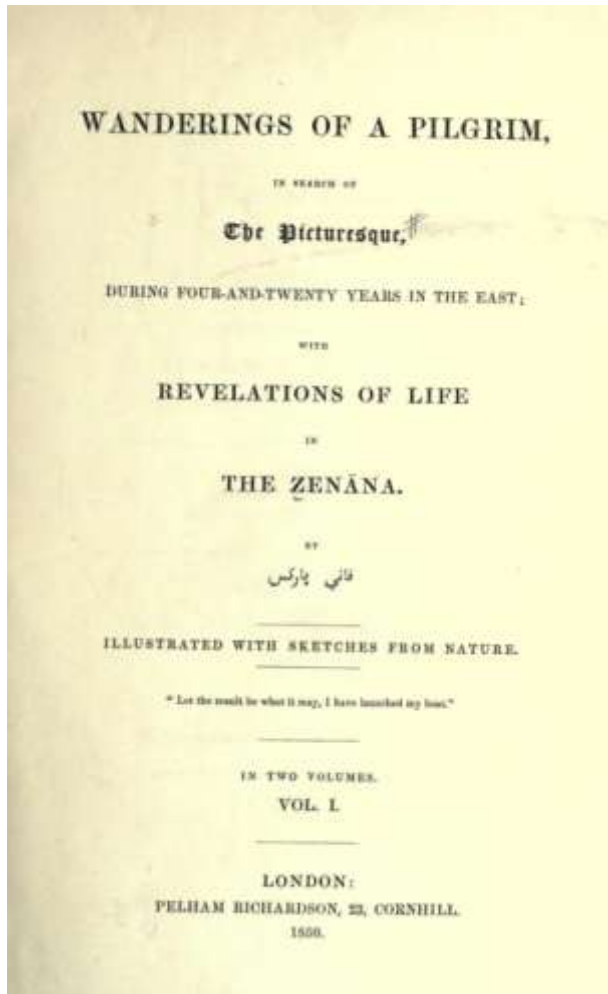 WANDERINGS OF A PILGRIM,
IN SEARCH OF
The Picturesque,
DURING FOUR-AND-TWENTY YEARS IN THE EAST;
WITH
REVELATIONS OF LIFE
IN
THE ZENĀNA.
BY
فاني پارکس
ILLUSTRATED WITH SKETCHES FROM NATURE.
" Let the result be what it may, I have launched my boat."
IN TWO VOLUMES.
VOL. I.
LONDON:
PELHAM RICHARDSON, 23, CORNHILL.
1850.